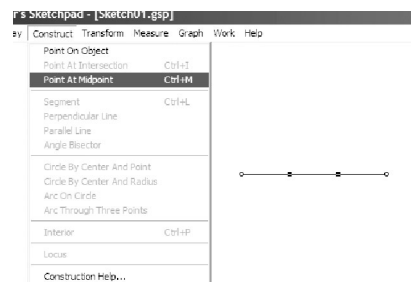 r's Sketchpad - [Sketch01.gsp]
ay Construct Transform Measure Graph Work Help
Point On Object
Point At Intersection Ctrl+I
Point At Midpoint Ctrl+M
Segment Ctrl+L
Perpendicular Line
Parallel Line
Angle Bisector
Circle By Center And Point
Circle By Center And Radius
Arc On Circle
Arc Through Three Points
Interior Ctrl+P
Locus
Construction Help...